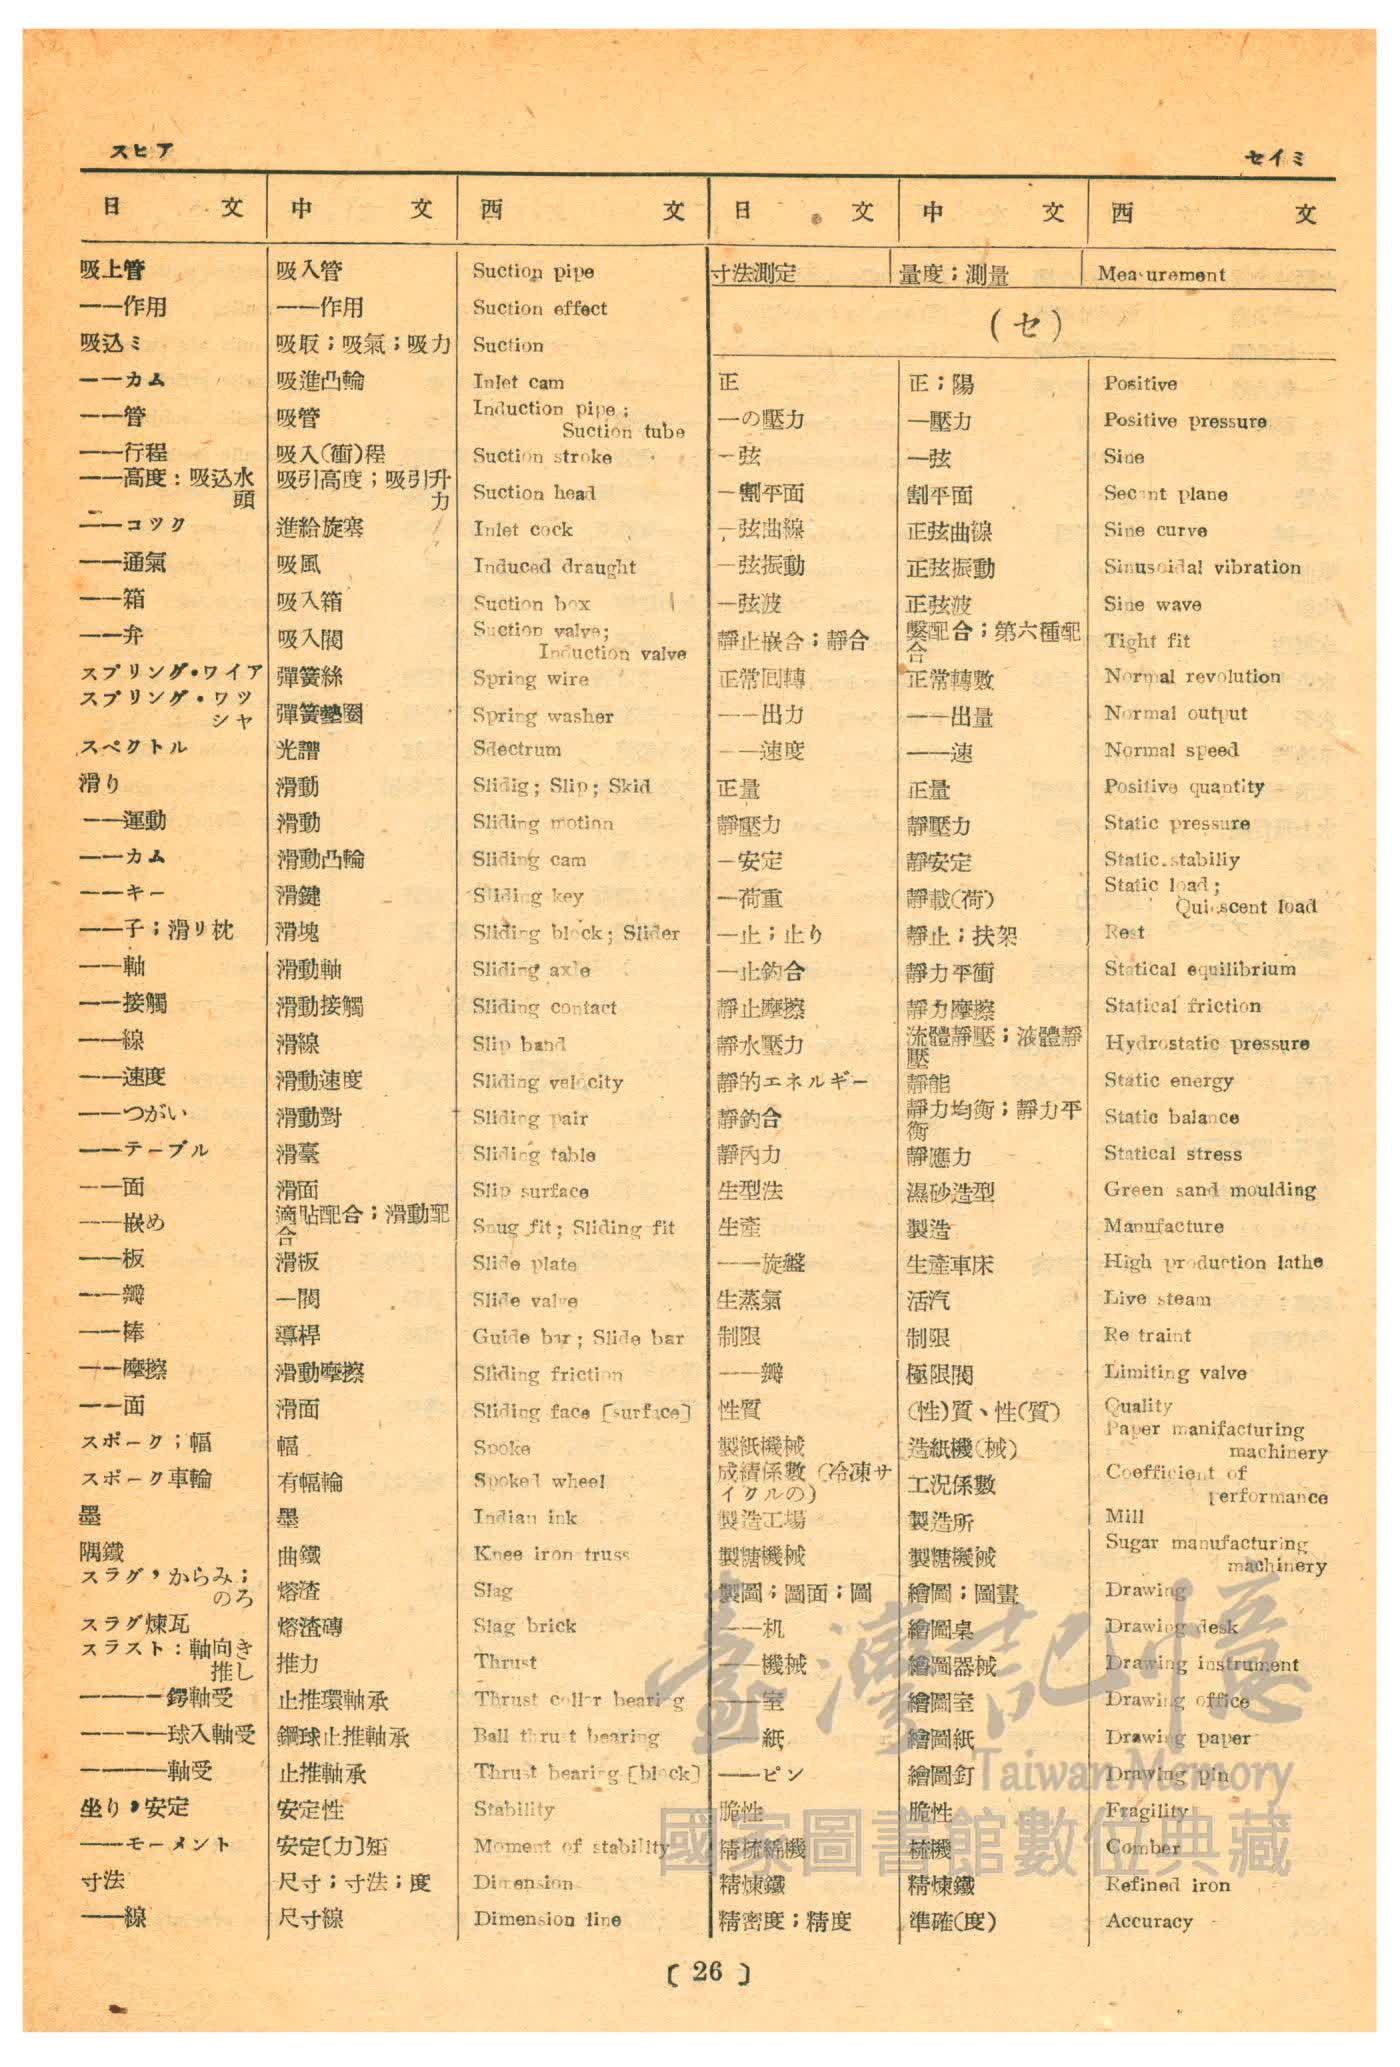 スヒア
セイミ
日文 中文 西文 日文 中文 西文
吸上管 吸入管 Suction pipe
——作用 ——作用 Suction effect
吸込ミ 吸取；吸氣；吸力 Suction
——カム 吸進凸輪 Inlet cam
——管 吸管 Induction pipe;
Suction tube
——行程 吸入(衝)程 Suction stroke
——高度：吸込水 吸引高度；吸引升 Suction head
頭 力
——コツク 進給旋塞 Inlet cock
——通氣 吸風 Induced draught
——箱 吸入箱 Suction box
——弁 吸入閥 Suction valve;
Induction valve
スプリング・ワイア 彈簧絲 Spring wire
スプリング・ワツ 彈簧墊圈 Spring washer
シヤ
スペクトル 光譜 Sdectrum
滑り 滑動 Slidig; Slip; Skid
——運動 滑動 Sliding motion
——カム 滑動凸輪 Sliding cam
——キー 滑鍵 Sliding key
——子；滑リ枕 滑塊 Sliding block; Slider
——軸 滑動軸 Sliding axle
——接觸 滑動接觸 Sliding contact
——線 滑線 Slip band
——速度 滑動速度 Sliding velocity
——つがい 滑動對 Sliding pair
——テーブル 滑臺 Sliding table
——面 滑面 Slip surface
——嵌め 適貼配合；滑動配 Snug fit; Sliding fit
合
——板 滑板 Slide plate
——瓣 一閥 Slide valve
——棒 導桿 Guide bar; Slide bar
——摩擦 滑動摩擦 Sliding friction
——面 滑面 Sliding face [surface]
スポーク；幅 幅 Spoke
スポーク車輪 有幅輪 Spoked wheel
墨 墨 Indian ink
隅鐵 曲鐵 Knee iron truss
スラグ，からみ； 熔渣 Slag
のろ
スラグ煉瓦 熔渣磚 Slag brick
スラスト：軸向き 推力 Thrust
推し
————鍔軸受 止推環軸承 Thrust collar bearing
————球入軸受 鋼球止推軸承 Ball thrust bearing
————軸受 止推軸承 Thrust bearing [block]
坐り，安定 安定性 Stability
——モーメント 安定〔力〕矩 Moment of stability
寸法 尺寸；寸法；度 Dimension
——線 尺寸線 Dimension line
寸法測定 量度；測量 Measurement
(セ)
正 正；陽 Positive
一の壓力 一壓力 Positive pressure
一弦 一弦 Sine
一割平面 割平面 Secant plane
一弦曲線 正弦曲線 Sine curve
一弦振動 正弦振動 Sinusoidal vibration
一弦波 正弦波 Sine wave
靜止嵌合；靜合 緊配合；第六種配 Tight fit
合
正常回轉 正常轉數 Normal revolution
——出力 ——出量 Normal output
——速度 ——速 Normal speed
正量 正量 Positive quantity
靜壓力 靜壓力 Static pressure
一安定 靜安定 Static stabiliy
一荷重 靜載(荷) Static load;
Quiescent load
一止；止り 靜止；扶架 Rest
一止釣合 靜力平衝 Statical equilibrium
靜止摩擦 靜力摩擦 Statical friction
靜水壓力 流體靜壓；液體靜 Hydrostatic pressure
壓
靜的エネルギー 靜能 Static energy
靜釣合 靜力均衡；靜力平 Static balance
衡
靜內力 靜應力 Statical stress
生型法 濕砂造型 Green sand moulding
生產 製造 Manufacture
——旋盤 生產車床 High production lathe
生蒸氣 活汽 Live steam
制限 制限 Re traint
——瓣 極限閥 Limiting valve
性質 (性)質、性(質) Quality
製紙機械 造紙機(械) Paper manifacturing
machinery
成績係數（冷凍サ 工況係數 Coefficient of
イクルの） performance
製造工場 製造所 Mill
製糖機械 製糖機械 Sugar manufacturing
machinery
製圖；圖面；圖 繪圖；圖畫 Drawing
——机 繪圖桌 Drawing desk
——機械 繪圖器械 Drawing instrument
——室 繪圖室 Drawing office
——紙 繪圖紙 Drawing paper
——ピン 繪圖釘 Drawing pin
脆性 脆性 Fragility
精梳綿機 梳機 Comber
精煉鐵 精煉鐵 Refined iron
精密度；精度 準確(度) Accuracy
〔 26 〕
臺灣記憶
Taiwan Memory
國家圖書館數位典藏